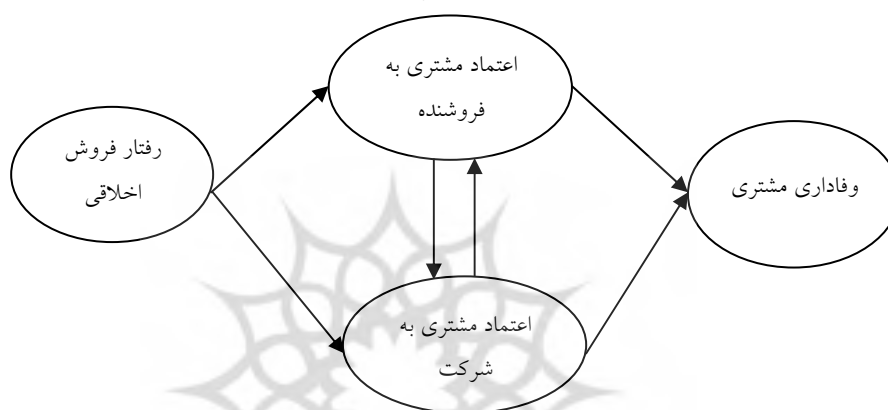 اعتماد مشتری به
فروشنده
رفتار فروش
اخلاقی
وفاداری مشتری
اعتماد مشتری به
شرکت